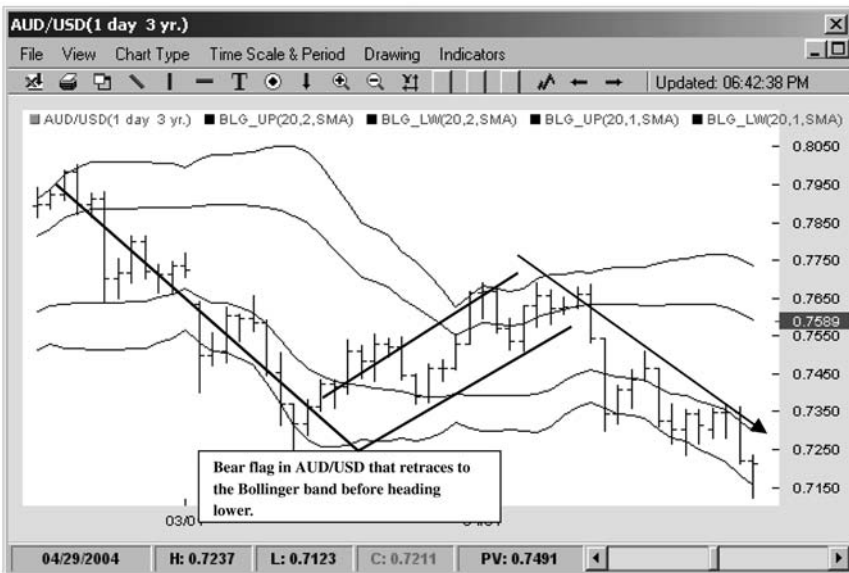 AUD/USD(1 day 3 yr.)
File View Chart Type Time Scale & Period Drawing Indicators
T Updated: 06:42:38 PM
AUD/USD(1 day 3 yr.) BLG_UP(20,2,SMA) BLG_LW(20,2,SMA) BLG_UP(20,1,SMA) BLG_LW(20,1,SMA)
0.8050
0.7950
0.7850
0.7750
0.7650
0.7589
0.7550
0.7450
0.7350
0.7250
0.7150
Bear flag in AUD/USD that retraces to
the Bollinger band before heading
lower.
04/29/2004 H: 0.7237 L: 0.7123 C: 0.7211 PV: 0.7491